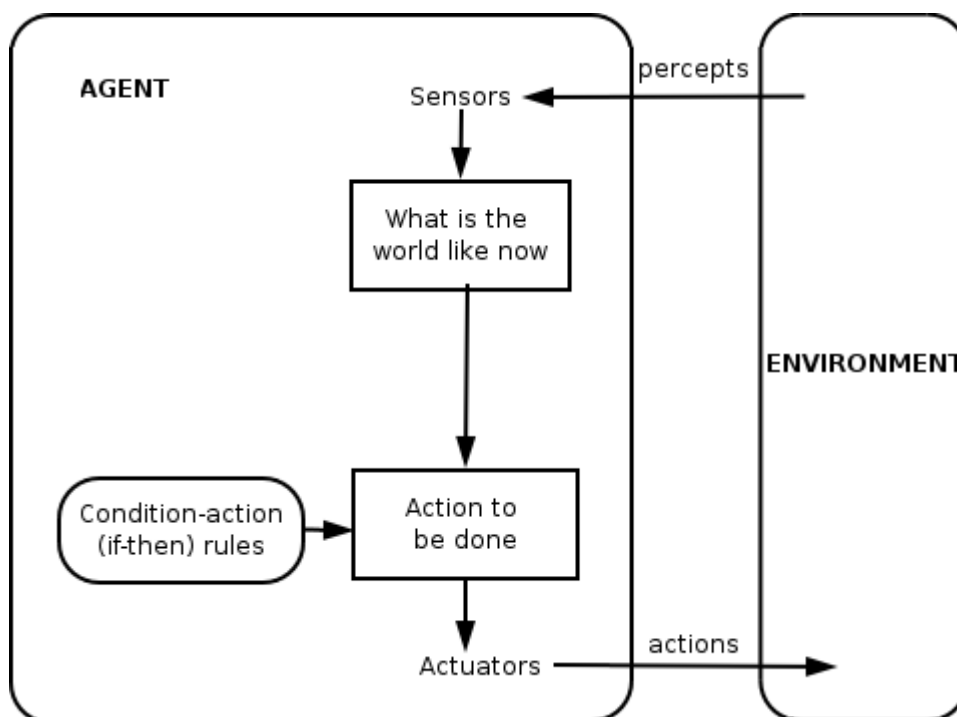 AGENT
percepts
Sensors
What is the
world like now
ENVIRONMENT
Condition-action
(if-then) rules
Action to
be done
actions
Actuators